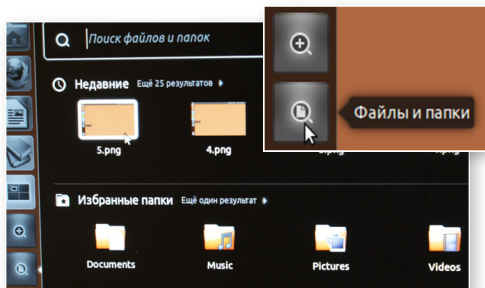 Поиск файлов и папок
Недавние Ещё 25 результатов
5.png
4.png
Файлы и папки
Избранные папки Ещё один результат
Documents
Music
Pictures
Videos